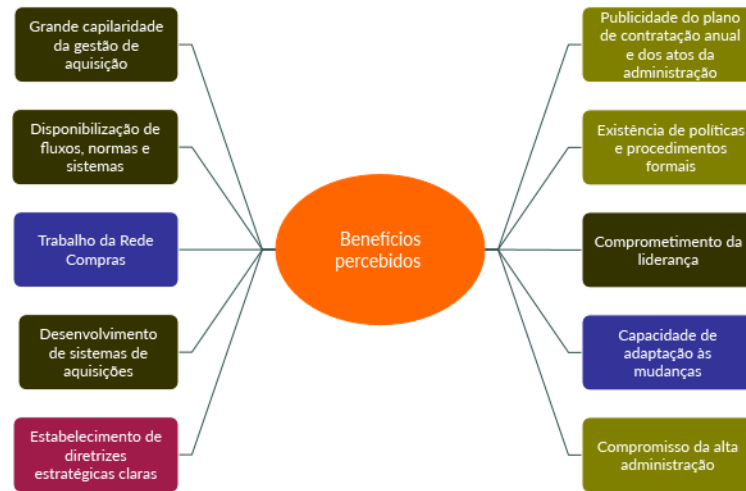 Grande capilaridade
da gestão de
aquisição
Disponibilização de
fluxos, normas e
sistemas
Trabalho da Rede
Compras
Desenvolvimento
de sistemas de
aquisições
Estabelecimento de
diretrizes
estratégicas claras
Benefícios
percebidos
Publicidade do plano
de contratação anual
e dos atos da
administração
Existência de políticas
e procedimentos
formais
Comprometimento da
liderança
Capacidade de
adaptação às
mudanças
Compromisso da alta
administração